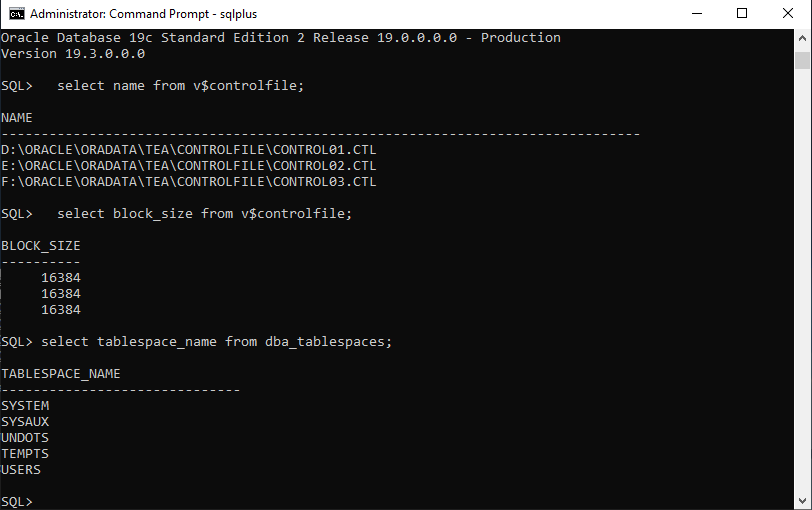 Administrator: Command Prompt - sqlplus
Oracle Database 19c Standard Edition 2 Release 19.0.0.0.0 - Production
Version 19.3.0.0.0
SQL>   select name from v$controlfile;
NAME
--------------------------------------------------------------------------------
D:\ORACLE\ORADATA\TEA\CONTROLFILE\CONTROL01.CTL
E:\ORACLE\ORADATA\TEA\CONTROLFILE\CONTROL02.CTL
F:\ORACLE\ORADATA\TEA\CONTROLFILE\CONTROL03.CTL
SQL>   select block_size from v$controlfile;
BLOCK_SIZE
----------
     16384
     16384
     16384
SQL> select tablespace_name from dba_tablespaces;
TABLESPACE_NAME
------------------------------
SYSTEM
SYSAUX
UNDOTS
TEMPTS
USERS
SQL>